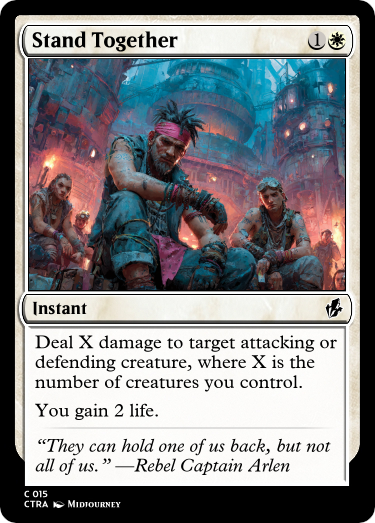 Stand Together 1
Instant
Deal X damage to target attacking or
defending creature, where X is the
number of creatures you control.
You gain 2 life.
“They can hold one of us back, but not
all of us.” —Rebel Captain Arlen
C 015
CTRA Midjourney